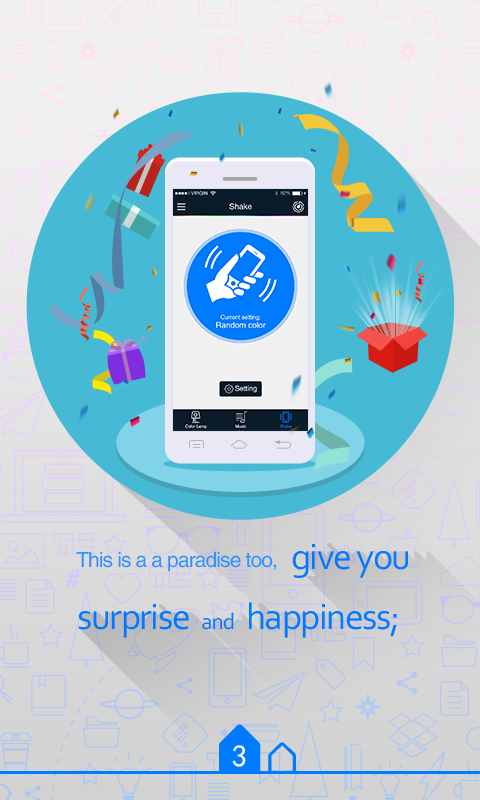 VIRGIN 82%
Shake
Current setting:
Random color
Setting
Color Lamp Music Shake
This is a a paradise too, give you
surprise and happiness;
3